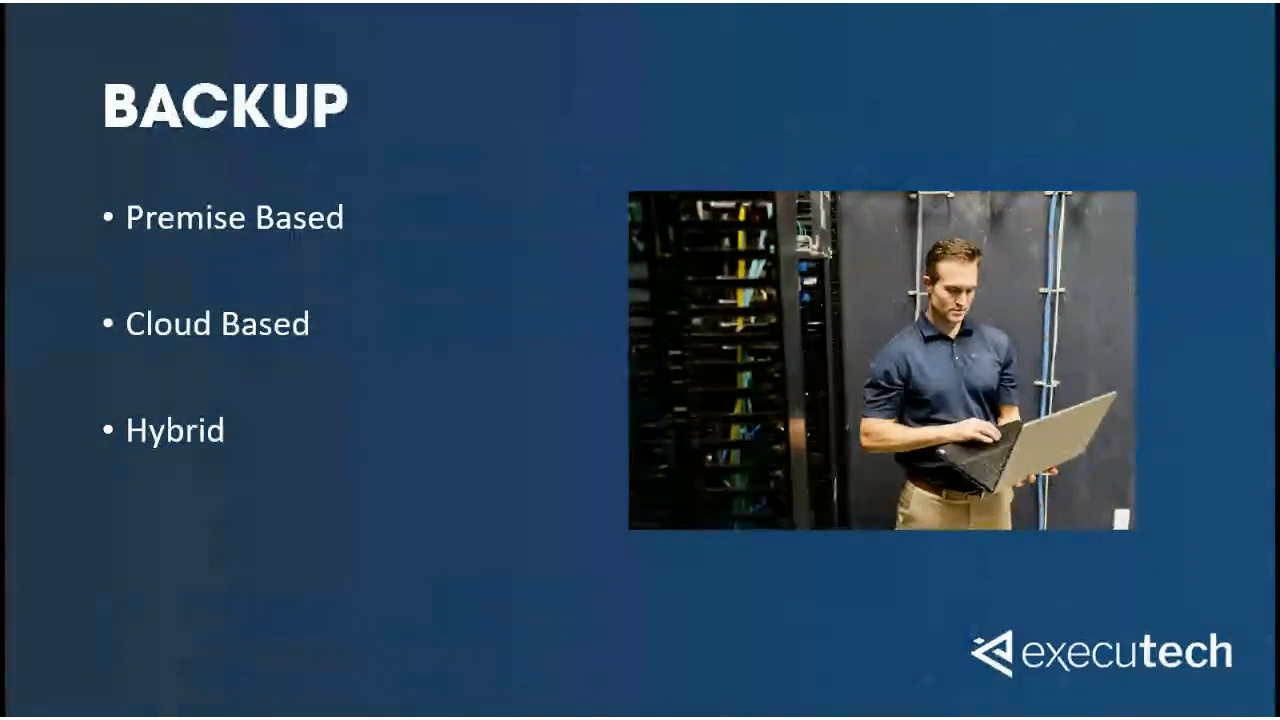 BACKUP
• Premise Based
• Cloud Based
• Hybrid
executech